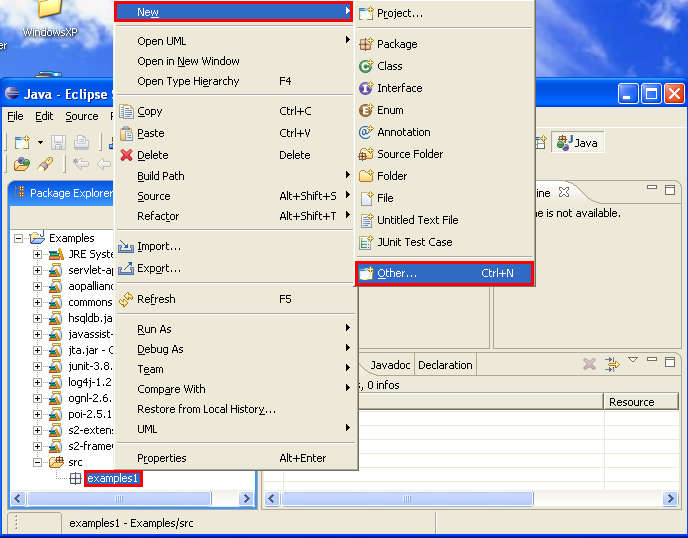 WindowsXP
er
Java - Eclipse S
File Edit Source
Package Explorer
Examples
JRE Syste
servlet-ap
aopallian
commons
hsqldb.ja
javassist-
jta.jar - C
junit-3.8.
log4j-1.2
ognl-2.6.
poi-2.5.1
s2-exten
s2-frame
src
examples1
examples1 - Examples/src
New
Open UML
Open in New Window
Open Type Hierarchy F4
Copy Ctrl+C
Paste Ctrl+V
Delete Delete
Build Path
Source Alt+Shift+S
Refactor Alt+Shift+T
Import...
Export...
Refresh F5
Run As
Debug As
Team
Compare With
Restore from Local History...
UML
Properties Alt+Enter
Project...
Package
Class
Interface
Enum
Annotation
Source Folder
Folder
File
Untitled Text File
JUnit Test Case
Other... Ctrl+N
Java
ine
ne is not available.
Javadoc Declaration
s, 0 infos
Resource